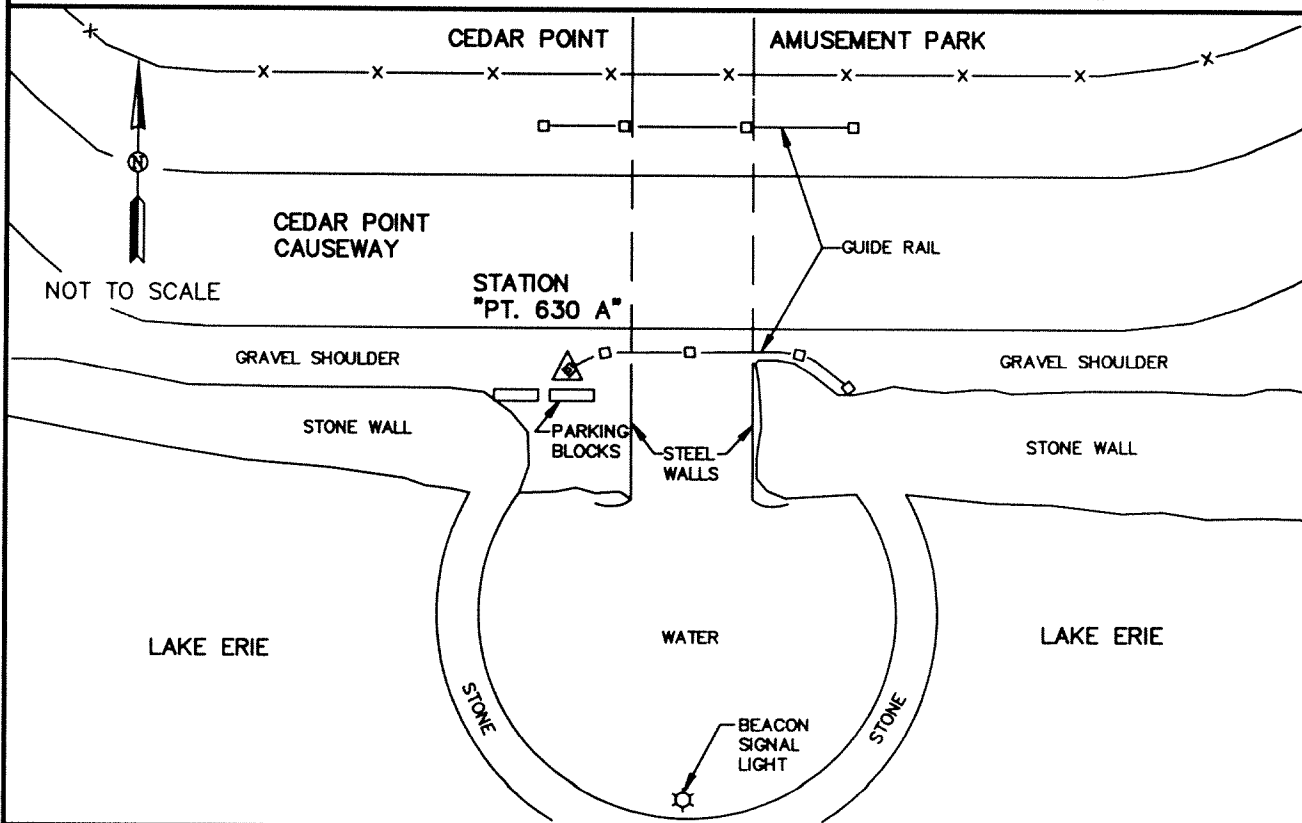 CEDAR POINT
AMUSEMENT PARK
X X X X X X X X X X
N
CEDAR POINT
CAUSEWAY
GUIDE RAIL
NOT TO SCALE
STATION
"PT. 630 A"
GRAVEL SHOULDER
GRAVEL SHOULDER
STONE WALL
PARKING
BLOCKS
STEEL
WALLS
STONE WALL
LAKE ERIE
WATER
LAKE ERIE
STONE
STONE
BEACON
SIGNAL
LIGHT